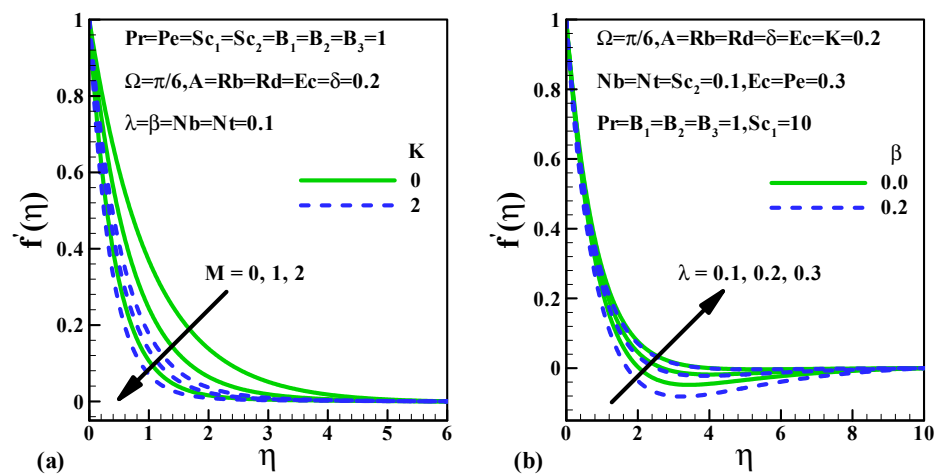 Pr=Pe=Sc₁=Sc₂=B₁=B₂=B₃=1
Ω=π/6,A=Rb=Rd=Ec=δ=0.2
λ=β=Nb=Nt=0.1
K
0
2
M = 0, 1, 2
f'(η)
1
0.8
0.6
0.4
0.2
0
0 1 2 3 4 5 6
(a) η
Ω=π/6,A=Rb=Rd=δ=Ec=K=0.2
Nb=Nt=Sc₂=0.1,Ec=Pe=0.3
Pr=B₁=B₂=B₃=1,Sc₁=10
β
0.0
0.2
λ = 0.1, 0.2, 0.3
f'(η)
1
0.8
0.6
0.4
0.2
0
0 2 4 6 8 10
(b) η